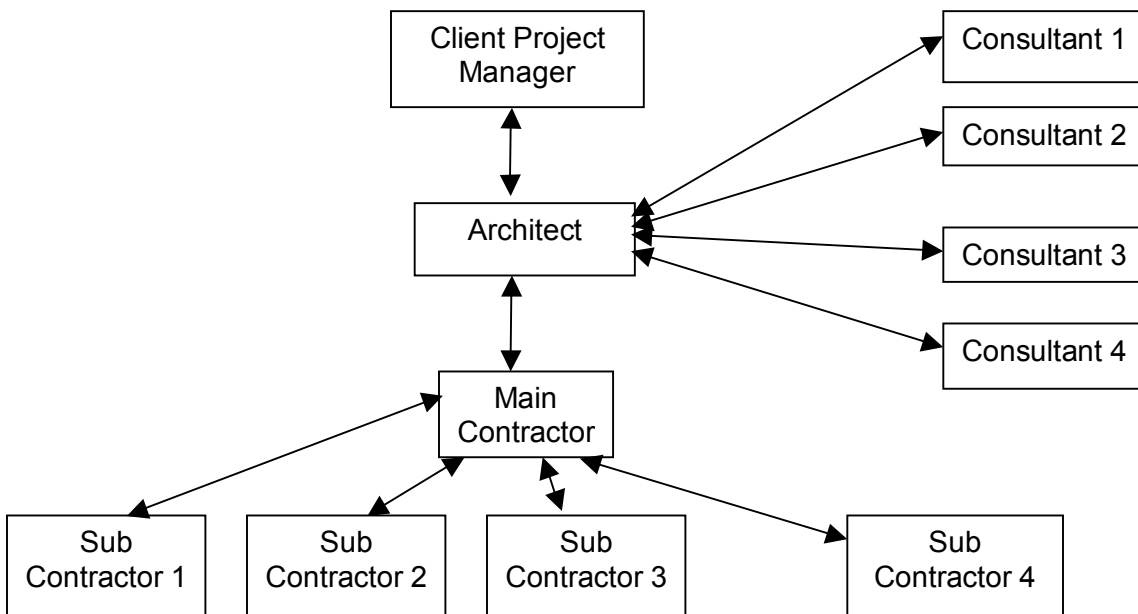 Client Project
Manager
Consultant 1
Consultant 2
Architect
Consultant 3
Consultant 4
Main
Contractor
Sub
Contractor 1
Sub
Contractor 2
Sub
Contractor 3
Sub
Contractor 4